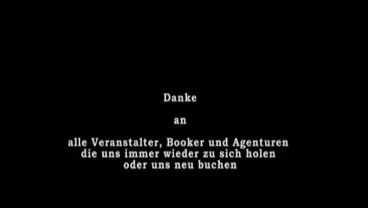 Danke
an
alle Veranstalter, Booker und Agenturen
die uns immer wieder zu sich holen
oder uns neu buchen